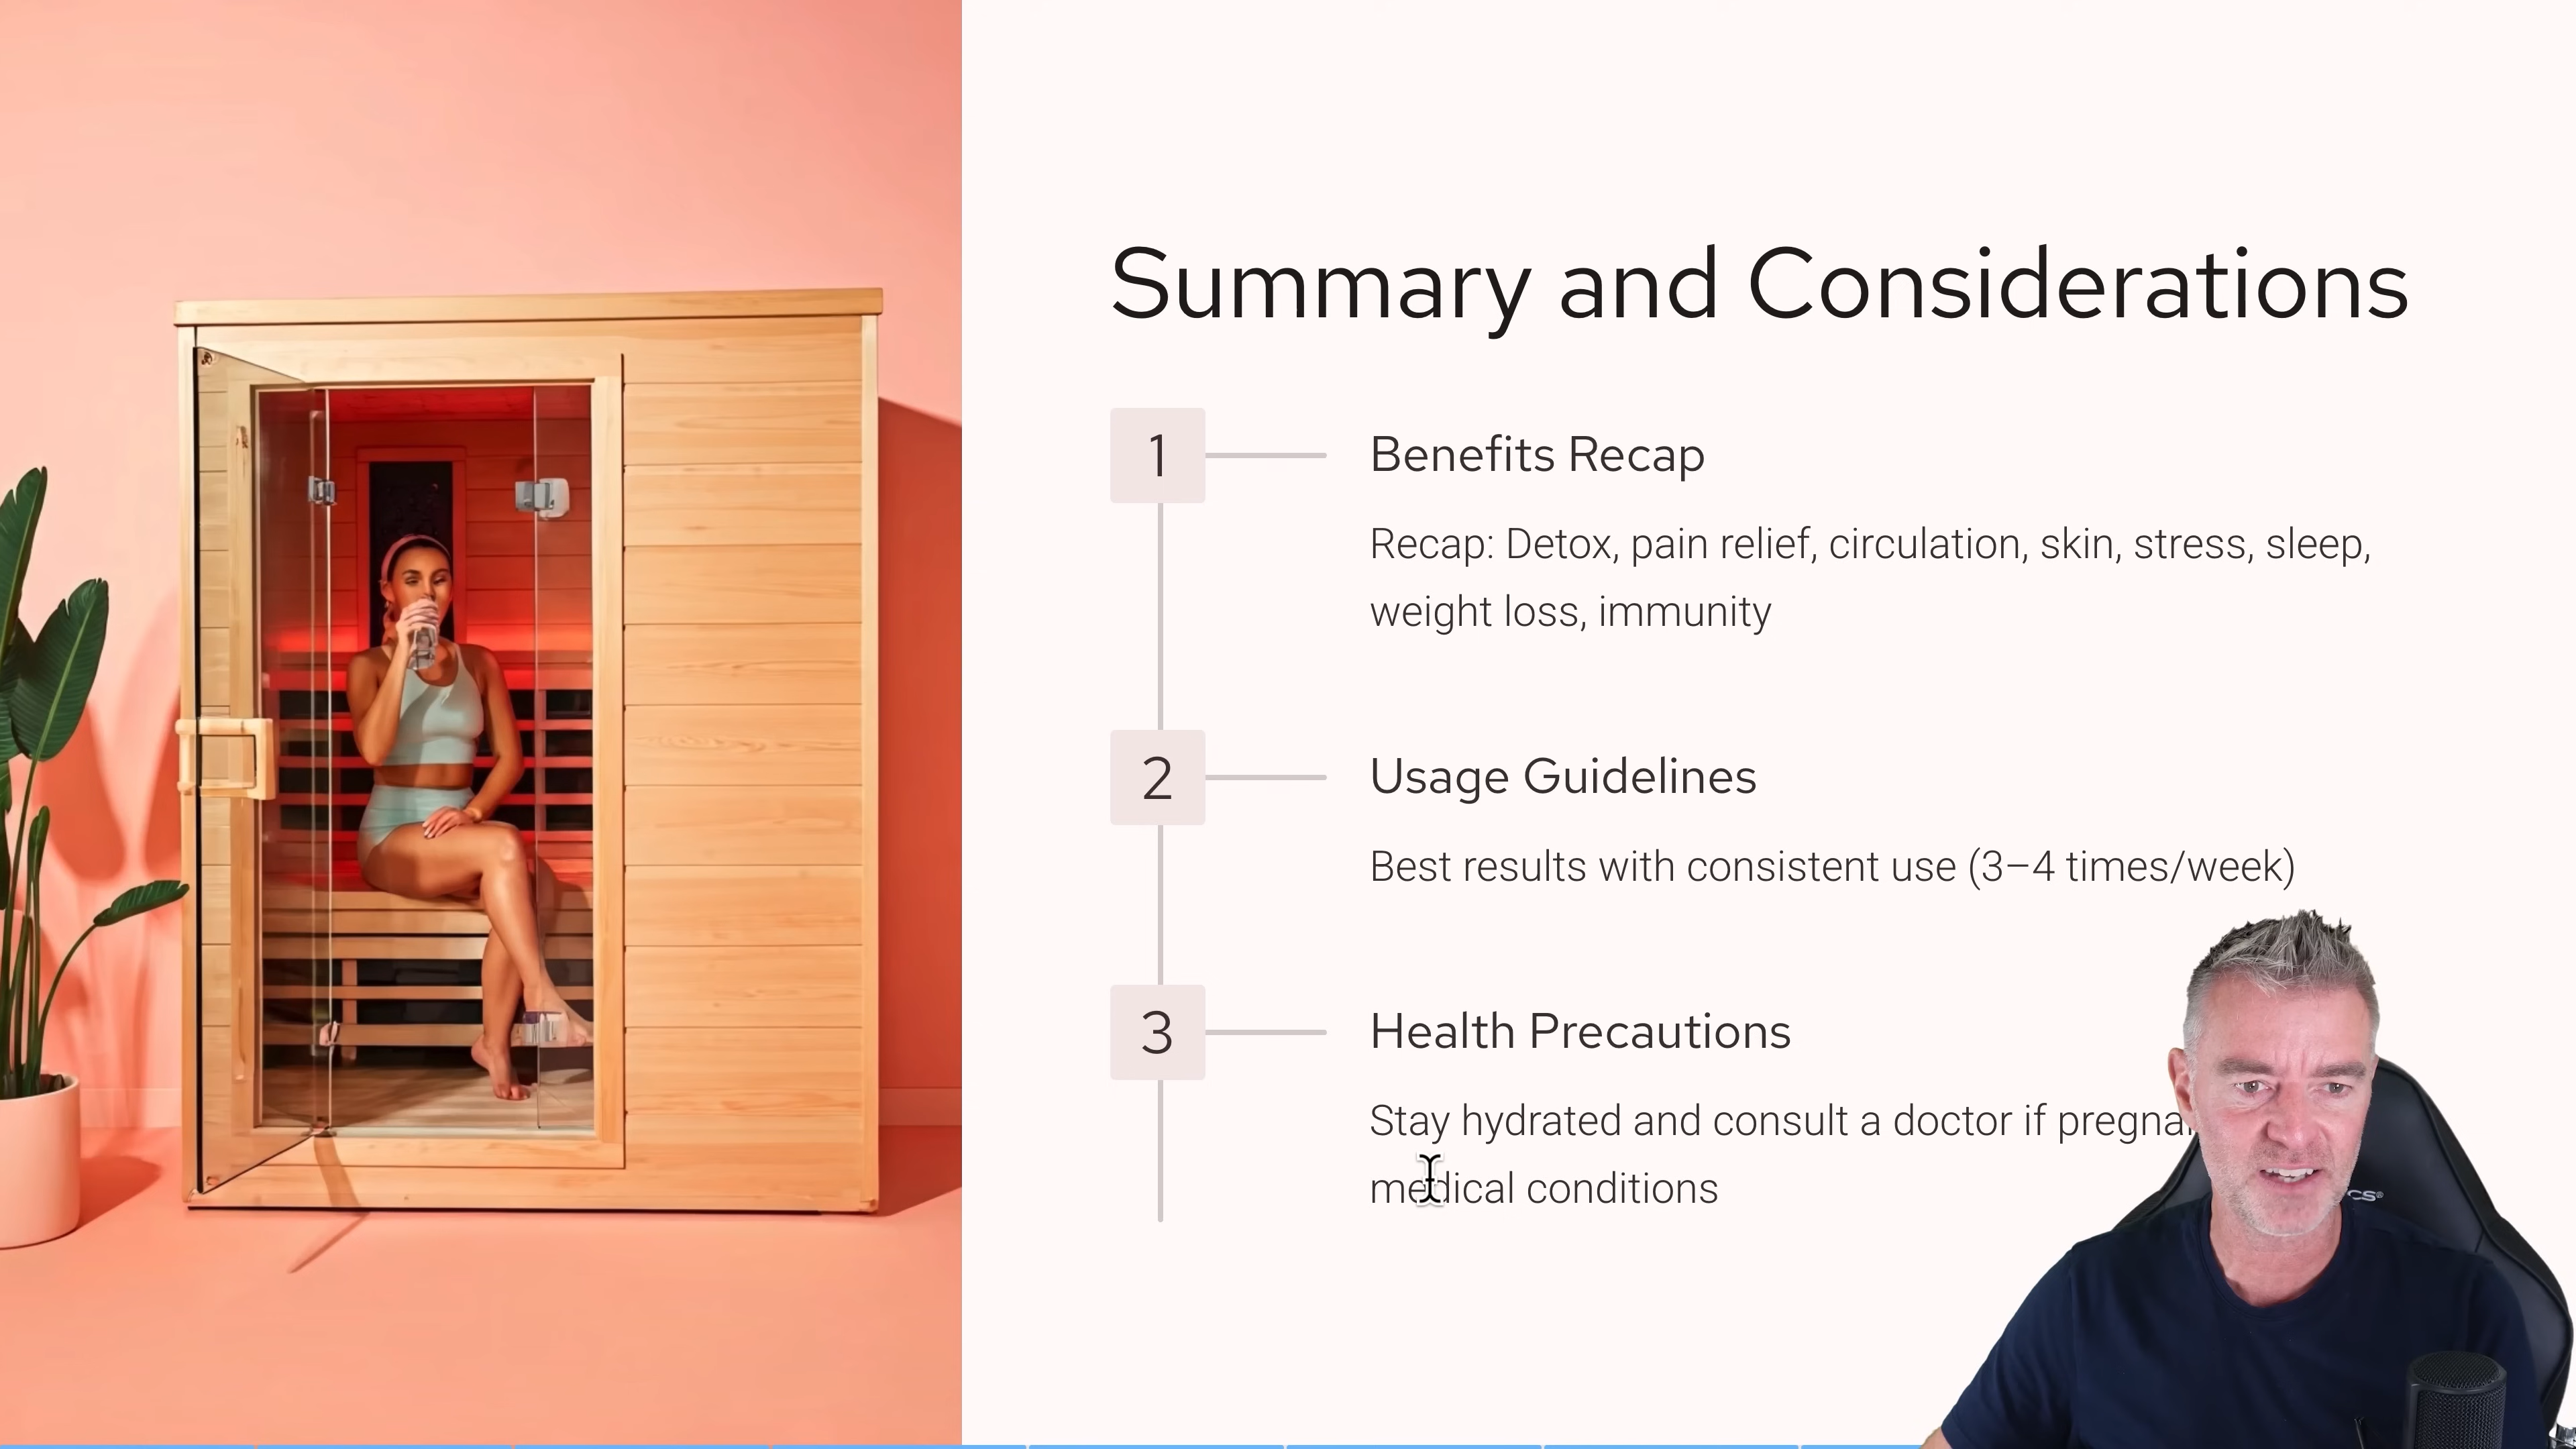 Summary and Considerations
1
Benefits Recap
Recap: Detox, pain relief, circulation, skin, stress, sleep,
weight loss, immunity
2
Usage Guidelines
Best results with consistent use (3–4 times/week)
3
Health Precautions
Stay hydrated and consult a doctor if
medical conditions